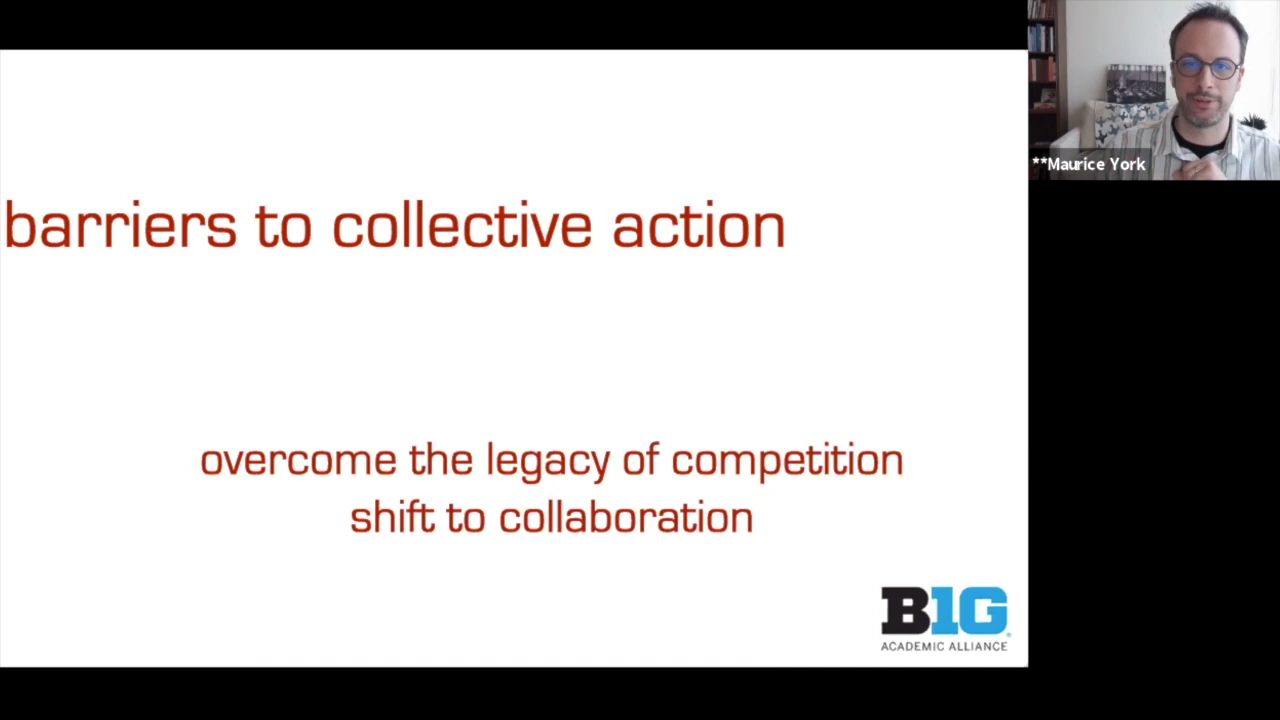 barriers to collective action
overcome the legacy of competition
shift to collaboration
B1G
ACADEMIC ALLIANCE
**Maurice York